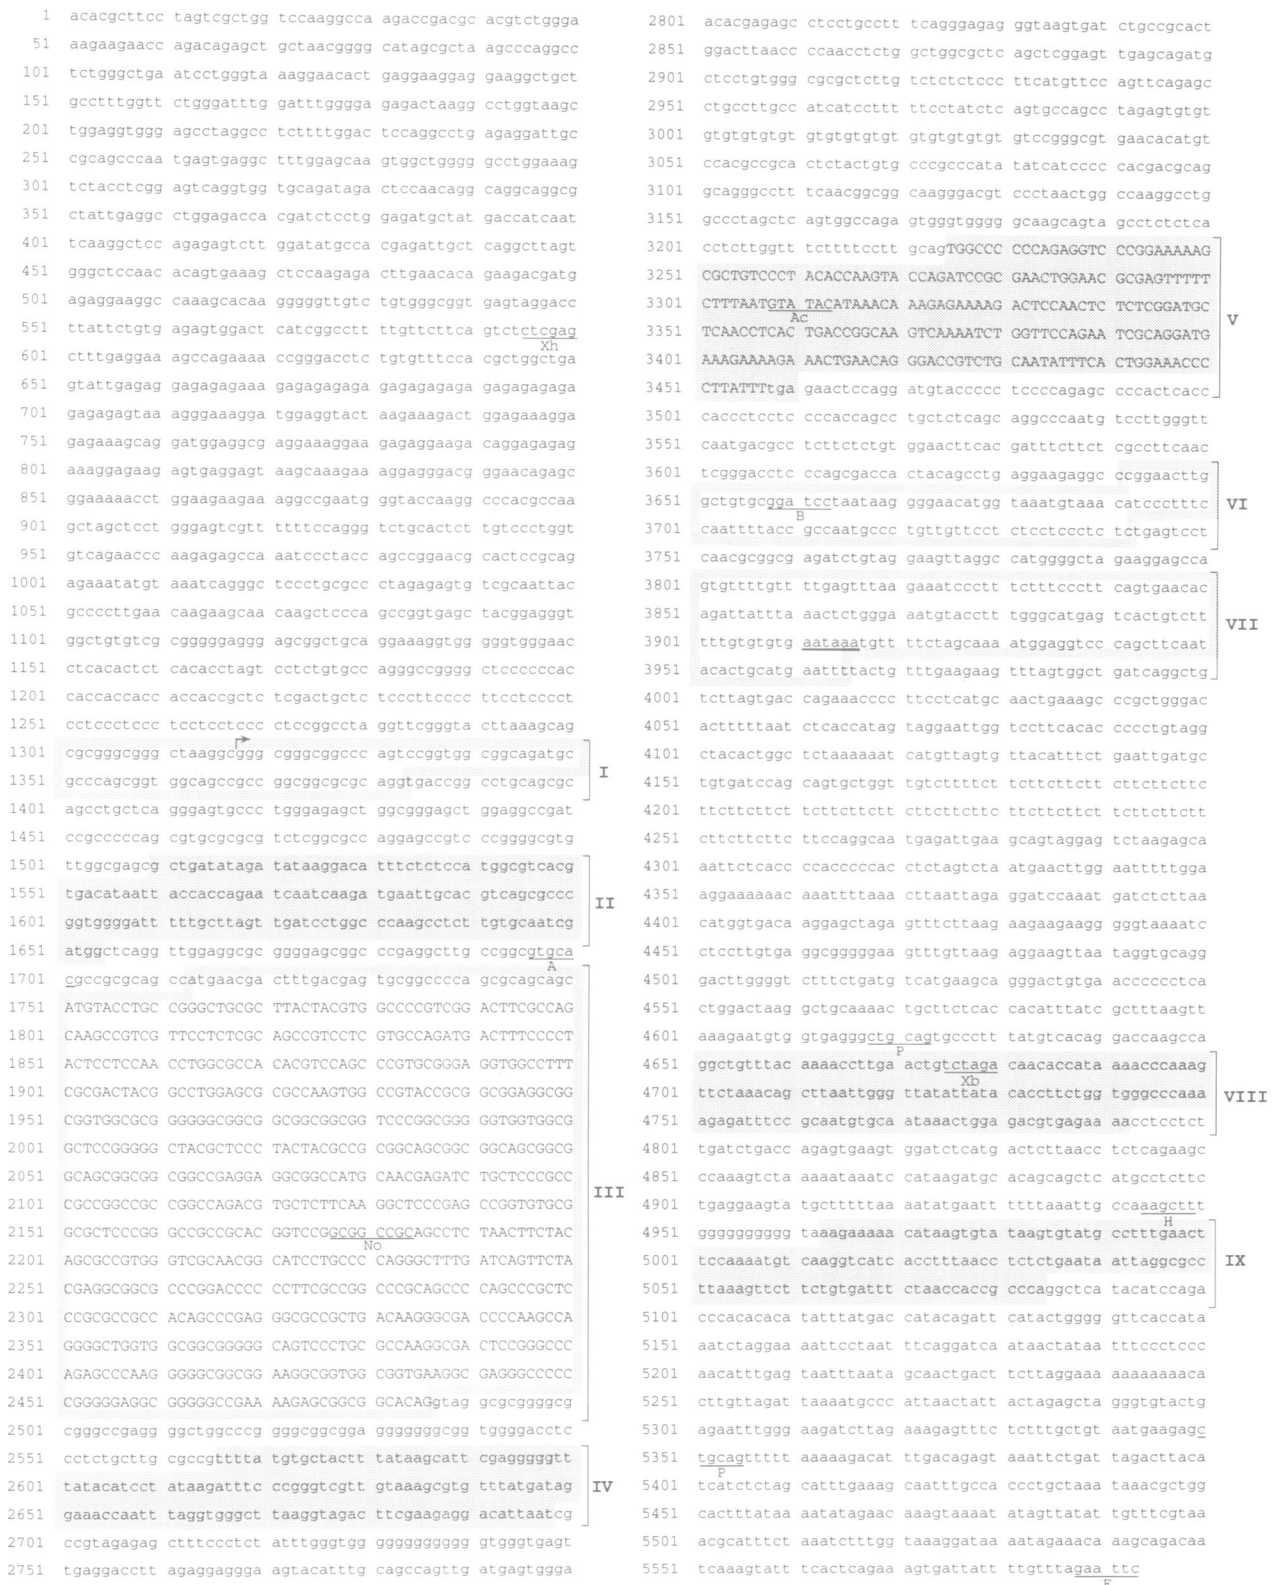 1 acacgcttcc tagtcgctgg tccaaggcca agaccgacgc acgtctggga
51 aagaagaacc agacagagct gctaacgggg catagcgcta agcccaggcc
101 tctgggctga atcctgggta aaggaacact gaggaaggag gaaggctgct
151 gcctttggtt ctgggatttg gatttgggga gagactaagg cctggtaagc
201 tggaggtggg agcctaggcc tcttttggac tccaggcctg agaggattgc
251 cgcagcccaa tgagtgaggc tttggagcaa gtggctgggg gcctggaaag
301 tctacctcgg agtcaggtgg tgcagataga ctccaacagg caggcaggcg
351 ctattgaggc ctggagacca cgatctcctg gagatgctat gaccatcaat
401 tcaaggctcc agagagtctt ggatatgcca cgagattgct caggcttagt
451 gggctccaac acagtgaaag ctccaagaga cttgaacaca gaagacgatg
501 agaggaaggc caaagcacaa gggggttgtc tgtgggcggt gagtaggacc
551 ttattctgtg agagtggact catcggcctt tttgttcttca gtctctcgag
Xh
601 ctttgaggaa agccagaaaa ccgggacctc tgtgtttcca cgctggctga
651 gtattgagag gagagagaaa gagagagaga gagagagaga gagagagaga
701 gagagagtaa agggaaagga tggaggtact aagaaagact ggagaaagga
751 gagaaagcag gatggaggcg aggaaaggaa gagaggaaga caggagagag
801 aaaggagaag agtgaggagt aagcaaagaa aggagggacg ggaacagagc
851 ggaaaaacct ggaagaagaa aggccgaatg gggtaccaagg cccacgccaa
901 gctagctcct gggagtcgtt tttttccaggg tctgcactct tgtccctggt
951 gtcagaaccc aagagagcca aatccctacc agccggaacg cactccgcag
1001 agaaatatgt aaatcagggc tccctgcgcc ctagagagtg tcgcaattac
1051 gccccttgaa caagaagcaa caagctccca gccggtgagc tacggagggt
1101 ggctgtgtcg cgggggaggg agcggctgca ggaaaggtgg gggtgggaac
1151 ctcacactct cacacctagt cctctgtgcc agggccgggg ctccccccac
1201 caccaccacc accaccgctc tcgactgctc tcccttcccc ttcctcccct
1251 cctccctccc tcctcctccc ctccggccta ggttcgggta cttaaagcag
1301 cgcgggcggg ctaaggcggg cgggcggccc agtccggtgg cggcagatgc
1351 gcccagcggt ggcagccgcc ggcggcgcgc aggtgaccgg cctgcagcgc
I
1401 agcctgctca gggagtgccc tgggagagct ggcgggagct ggaggccgat
1451 ccgcccccag cgtgcgcgcg tctcggcgcc aggagccgtc ccggggcgtg
1501 ttggcgagcg ctgatataga tataaggaca tttctctcca tggcgtcacg
1551 tgacataatt accaccagaa tcaatcaaga tgaattgcac gtcagcgccc
II
1601 ggtggggatt tttgcttagt tgatcctggc ccaagcctct tgtgcaatcg
1651 atggctcagg ttggaggcgc ggggagcggc ccgaggcttg ccggcgtgca
A
1701 cgccgcgcagcc atgaacga ctttgacgag tgcggcccca gcgcagcagc
1751 ATGTACCTGC CGGGCTGCGC TTACTACGTG GCCCCGTCGG ACTTCGCCAG
1801 CAAGCCGTCG TTCCTCTCGC AGCCGTCCTC GTGCCAGATG ACTTTCCCCT
1851 ACTCCTCCAA CCTGGCGCCA CACGTCCAGC CCGTGCGGGA GGTGGCCTTT
1901 CGCGACTACG GCCTGGAGCG CGCCAAGTGG CCGTACCGCG GCGGAGGCGG
1951 CGGTGGCGCG GGGGGCGGCG GCGGCGGCGG TCCCGGCGGG GGTGGTGGCG
2001 GCTCCGGGGG CTACGCTCCC TACTACGCCG CGGCAGCGGC GGCAGCGGCG
2051 GCAGCGGCGG CGGCCGAGGA GGCGGCCATG CAACGAGATC TGCTCCCGCC
III
2101 CGCCGGCCGC CGGCCAGACG TGCTCTTCAA GGCTCCCGAG CCGGTGTGCG
2151 GCGCTCCCGG GCCGCCGCAC GGTCCGGCGG CCGCAGCCTC TAACTTCTAC
No
2201 AGCGCCGTGG GTCGCAACGG CATCCTGCCC CAGGGCTTTG ATCAGTTCTA
2251 CGAGGCGGCG CCCGGACCCC CCTTCGCCGG CCCGCAGCCC CAGCCCGCTC
2301 CCGCGCCGCC ACAGCCCGAG GGCGCCGCTG ACAAGGGCGA CCCCAAGCCA
2351 GGGGCTGGTG GCGGCGGGGG CAGTCCCTGC GCCAAGGCGA CTCCGGGCCC
2401 AGAGCCCAAG GGGGCGGCGG AAGGCGGTGG CGGTGAAGGC GAGGGCCCCC
2451 CGGGGGAGGC GGGGGCCGAA AAGAGCGGCG GCACAGgtag gcgcggggcg
2501 cgggccgagg gggctggcccg gggcggcgga gggggggcgg tggggacctc
2551 cctctgcttg cgccgttttta tgtgctactt tataagcatt cgagggggtt
2601 tatacatcct ataagatttc ccgggtcgtt gtaaagcgtg tttatgatag
IV
2651 gaaaccaatt taggtgggct taaggtagac ttcgaagagg acattaatcg
2701 ccgtagagag ctttccctct atttgggtgg gggggggggg gtgggtgagt
2751 tgaggacctt agaggaggga agtacatttg cagccagttg atgagtggga
2801 acacgagagc ctcctgcctt tcagggagag gggtaagtgat ctgccgcact
2851 ggacttaacc cccaacctctg gctggcgctc agctcggagt tgagcagatg
2901 ctcctgtggg cgcgctcttg tctctctccc ttcatgttcc agttcagagc
2951 ctgccttgcc atcatccttt ttcctatctc agtgccagcc tagagtgtgt
3001 gtgtgtgtgt gtgtgtgtgt gtgtgtgtgt gtccgggcgt gaacacatgt
3051 ccacgccgca ctctactgtg cccgcccata tatcatcccc cacgacgcag
3101 gcagggcctt tcaacggcgg caagggacgt ccctaactgg ccaaggcctg
3151 gccctagctc agtggccaga gtgggtgggg gcaagcagta gcctctctca
3201 cctcttggtt tcttttcctt gcagTGGCCC CCCAGAGGTC CCGGAAAAAG
3251 CGCTGTCCCT ACACCAAGTA CCAGATCCGC GAACTGGAAC GCGAGTTTTT
3301 CTTTAATGTA TACATAAACA AAGAGAAAAG ACTCCAACTC TCTCGGATGC
Ac
V
3351 TCAACCTCAC TGACCGGCAA GTCAAAATCT GGTTCCAGAA TCGCAGGATG
3401 AAAGAAAAGA AACTGAACAG GGACCGTCTG CAATATTTCA CTGGAAACCC
3451 CTTATTTtga gaactccagg atgtaccccc tccccagagc cccactcacc
3501 caccctcctc cccaccagcc tgctctcagc aggcccaatg tccttgggtt
3551 caatgacgcc tcttctctgt ggaacttcac gatttcttct cgccttcaac
3601 tcgggacctc ccagcgacca ctacagcctg aggaagaggc ccggaacttg
3651 gctgtgcgga tcctaataag gggaacatgg taaatgtaaa catccctttc
B
VI
3701 caattttacc gccaatgccc tgttgttcct ctcctccctc tctgagtcct
3751 caacgcggcg agatctgtag gaagttaggc catggggcta gaaggagcca
3801 gtgttttgtt ttgagtttaa gaaatccctt tctttccctt cagtgaacac
3851 agattattta aactctggga aatgtacctt tgggcatgag tcactgtctt
VII
3901 tttgtgtgtg aataaatgtt ttctagcaaa atggaggtcc cagcttcaat
3951 acactgcatg aattttactg tttgaagaag tttagtggct gatcaggctg
4001 tcttagtgac cagaaacccc ttcctcatgc aactgaaagc cccgctgggac
4051 actttttaat ctcaccatag taggaattgg tccttcacac cccctgtagg
4101 ctacactggc tctaaaaaat catgttagtg ttacatttct gaattgatgc
4151 tgtgatccag cagtgctggt tgtcttttct tcttcttctt cttcttcttc
4201 ttcttcttct tcttcttctt cttcttcttc ttcttcttct tcttcttctt
4251 cttcttcttc ttccaggcaa tgagattgaa gcagtaggag tctaagagca
4301 aattctcacc ccacccccac ctctagtcta atgaacttgg aatttttgga
4351 aggaaaaaac aaattttaaa cttaattaga ggatccaaat gatctcttaa
4401 catggtgaca aggagctagа gtttcttaag aagaagaagg gggtaaaatc
4451 ctccttgtga ggcgggggaa gtttgttaag aggaagttaa taggtgcagg
4501 gacttggggt ctttctgatg tcatgaagca gggactgtga accccccctca
4551 ctggactaag gctgcaaaac tgcttctcac cacatttatc gctttaagtt
4601 aaagaatgtg gtgagggctg cagtgccctt tatgtcacag gaccaagcca
P
4651 ggctgtttac aaaaccttga actgtctaga caacaccata aaacccaaag
Xb
4701 ttctaaacag cttaattggg ttatattata caccttctgg tgggcccaaa
VIII
4751 agagatttcc gcaatgtgca ataaactgga gacgtgagaa aacctcctct
4801 tgatctgacc agagtgaagt ggatctcatg actcttaacc tctcagaagc
4851 ccaaagtcta aaaataaatc cataagatgc acagcagctc atgcctcttc
4901 tgaggaagta tgctttttaa aaatatgaat ttttaaattg ccaaagcttt
H
4951 gggggggggg taaagaaaaa cataagtgta taagtgtatg cctttgaact
5001 tccaaaatgt caaggtcatc acctttaacc tctctgaata attaggcgcc
IX
5051 ttaaagttct tctgtgattt ctaaccaccg cccaggctca tacatccaga
5101 cccacacaca tatttatgac catacagatt catactgggg gttcaccata
5151 aatctaggaa aattcctaat ttcaggatca ataactataa tttccctccc
5201 aacatttgag taatttaata gcaactgact tcttaggaaa aaaaaaaaca
5251 cttgttagat taaaatgccc attaactatt actagagcta gggtgtactg
5301 agaatttggg aagatcttag aaagagtttc tctttgctgt aatgaagagc
5351 tgcagttttt aaaaagacat ttgacagagt aaattctgat tagacttaca
P
5401 tcatctctag catttgaaag caatttgcca ccctgctaaa taaacgctgg
5451 cactttataa aatatagaac aaagtaaaat atagttatat tgtttcgtaa
5501 acgcatttct aaatctttgg taaaggataa aatagaaaca aagcagacaa
5551 tcaaagtatt tcactcagaa agtgattatt ttgtttagaa ttc
E